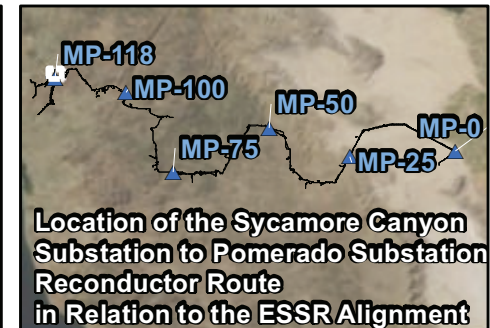 MP-118
MP-100
MP-50
MP-0
MP-75
MP-25
Location of the Sycamore Canyon
Substation to Pomerado Substation
Reconductor Route
in Relation to the ESSR Alignment